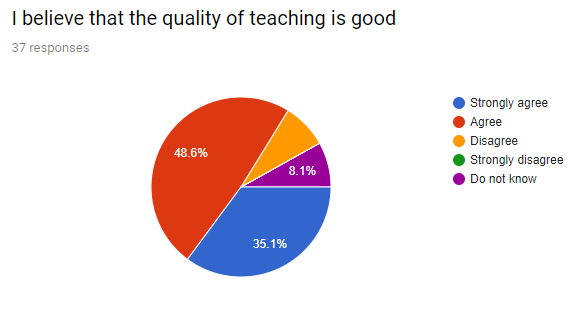 I believe that the quality of teaching is good
37 responses
Strongly agree
Agree
Disagree
Strongly disagree
Do not know
48.6%
8.1%
35.1%